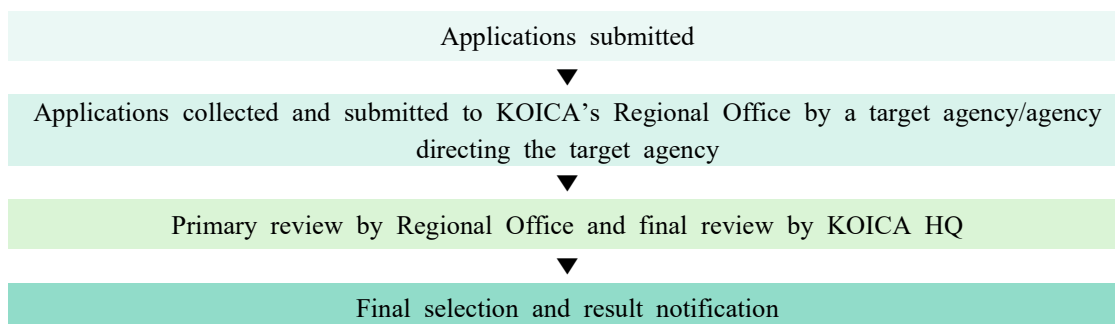 Applications submitted
Applications collected and submitted to KOICA's Regional Office by a target agency/agency
directing the target agency
Primary review by Regional Office and final review by KOICA HQ
Final selection and result notification